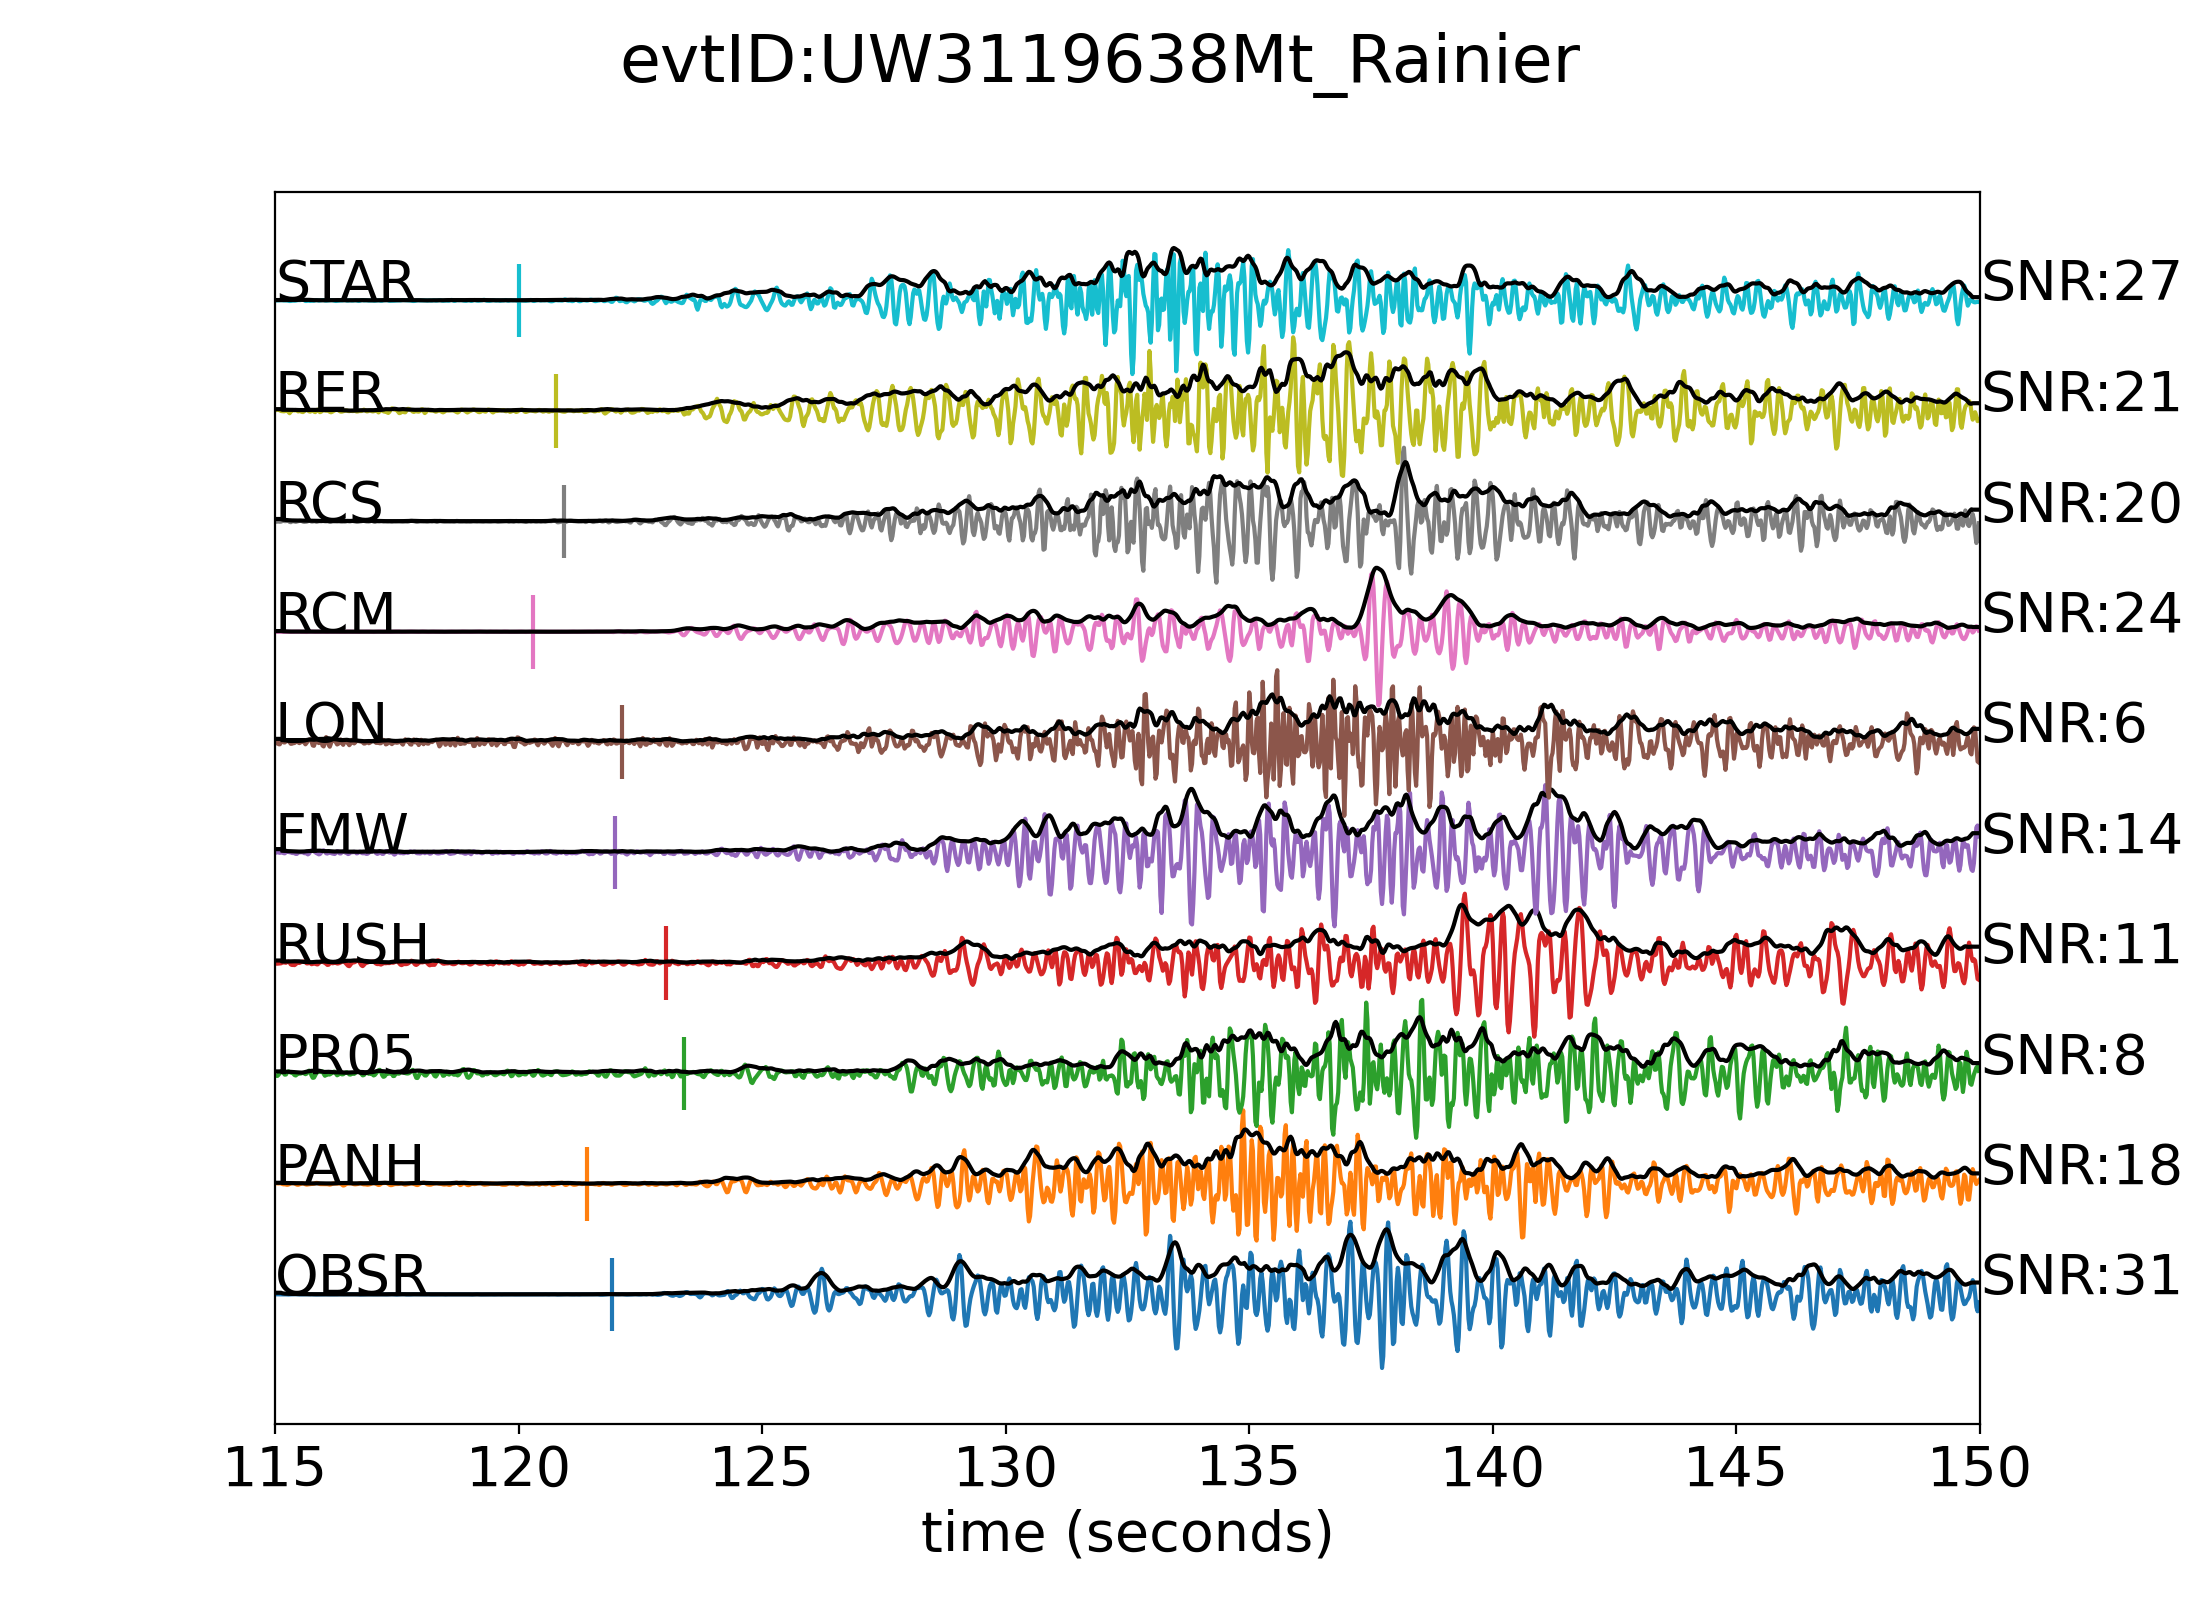 evtID:UW3119638Mt_Rainier
STAR SNR:27
RER SNR:21
RCS SNR:20
RCM SNR:24
LON SNR:6
FMW SNR:14
RUSH SNR:11
PR05 SNR:8
PANH SNR:18
OBSR SNR:31
115 120 125 130 135 140 145 150
time (seconds)